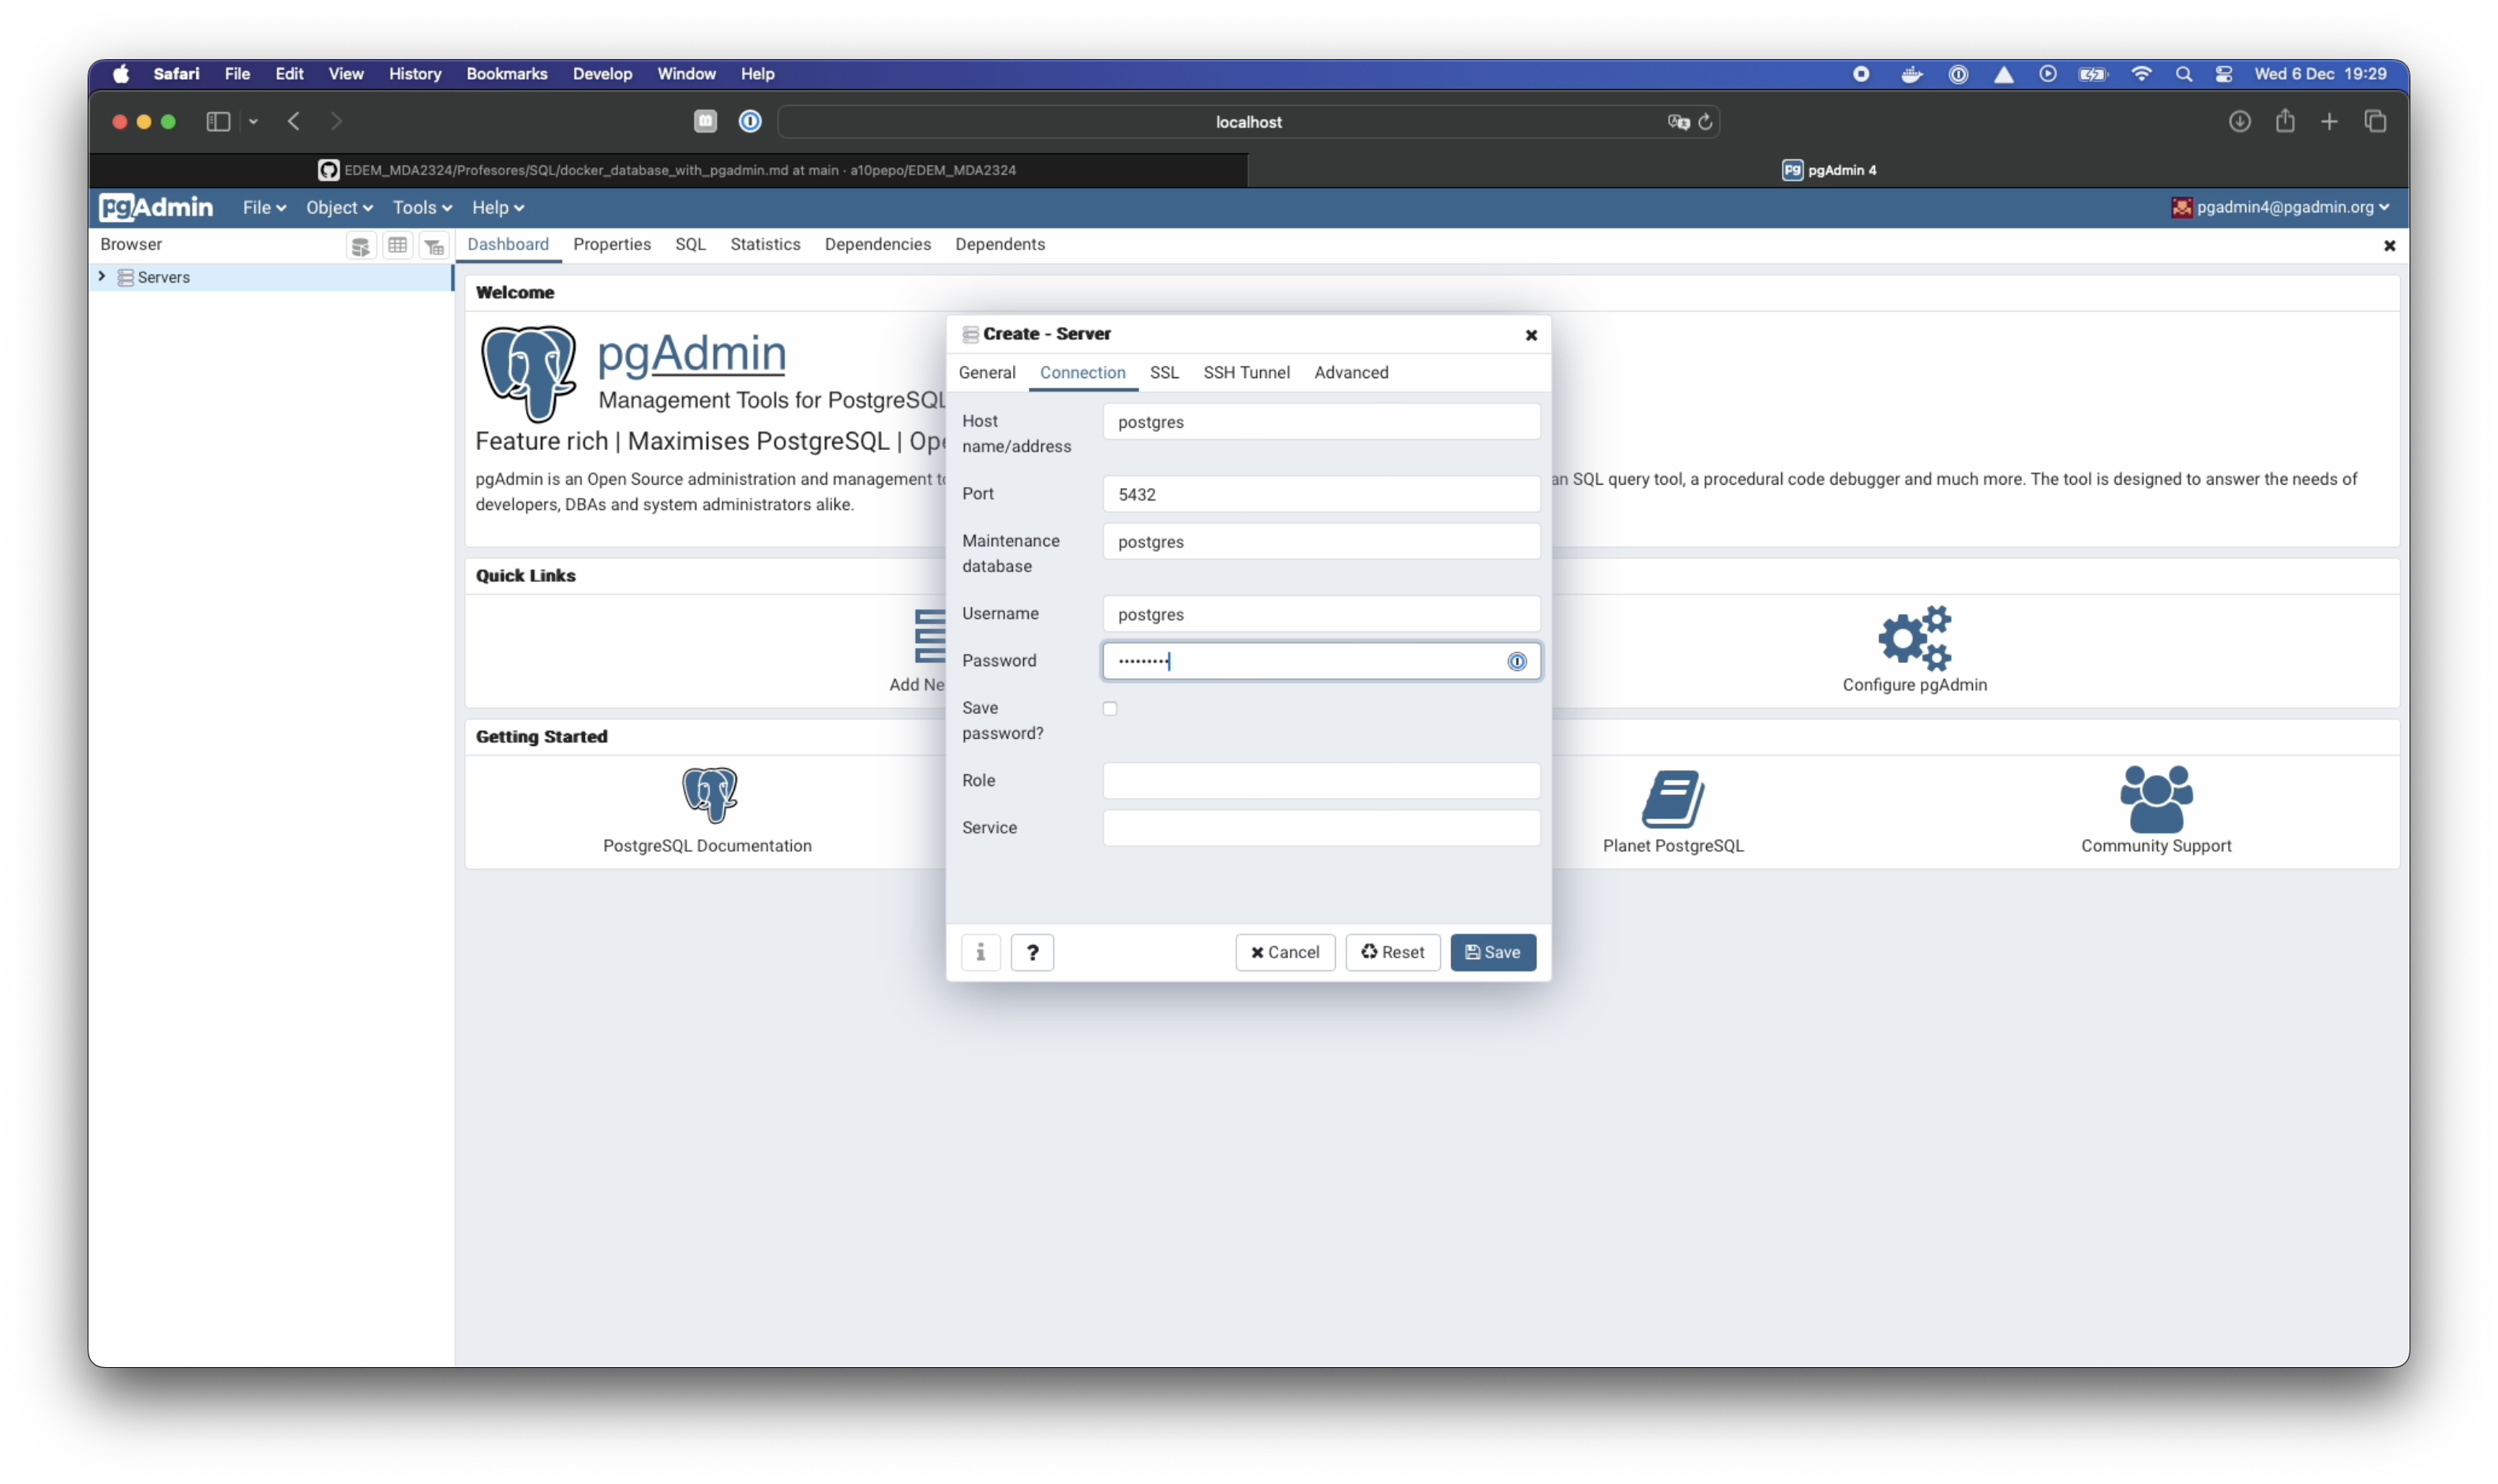 Safari File Edit View History Bookmarks Develop Window Help Wed 6 Dec 19:29
localhost
EDEM_MDA2324/Profesores/SQL/docker_database_with_pgadmin.md at main · a10pepo/EDEM_MDA2324
pgAdmin 4
pgAdmin File Object Tools Help pgadmin4@pgadmin.org
Browser
Dashboard Properties SQL Statistics Dependencies Dependents
Servers
Welcome
pgAdmin
Management Tools for PostgreSQL
Feature rich | Maximises PostgreSQL |
pgAdmin is an Open Source administration and management
an SQL query tool, a procedural code debugger and much more. The tool is designed to answer the needs of
developers, DBAs and system administrators alike.
Quick Links
Add
Configure pgAdmin
Getting Started
PostgreSQL Documentation
Planet PostgreSQL
Community Support
Create - Server
General Connection SSL SSH Tunnel Advanced
Host
name/address
postgres
Port
5432
Maintenance
database
postgres
Username
postgres
Password
Save
password?
Role
Service
i ? Cancel Reset Save